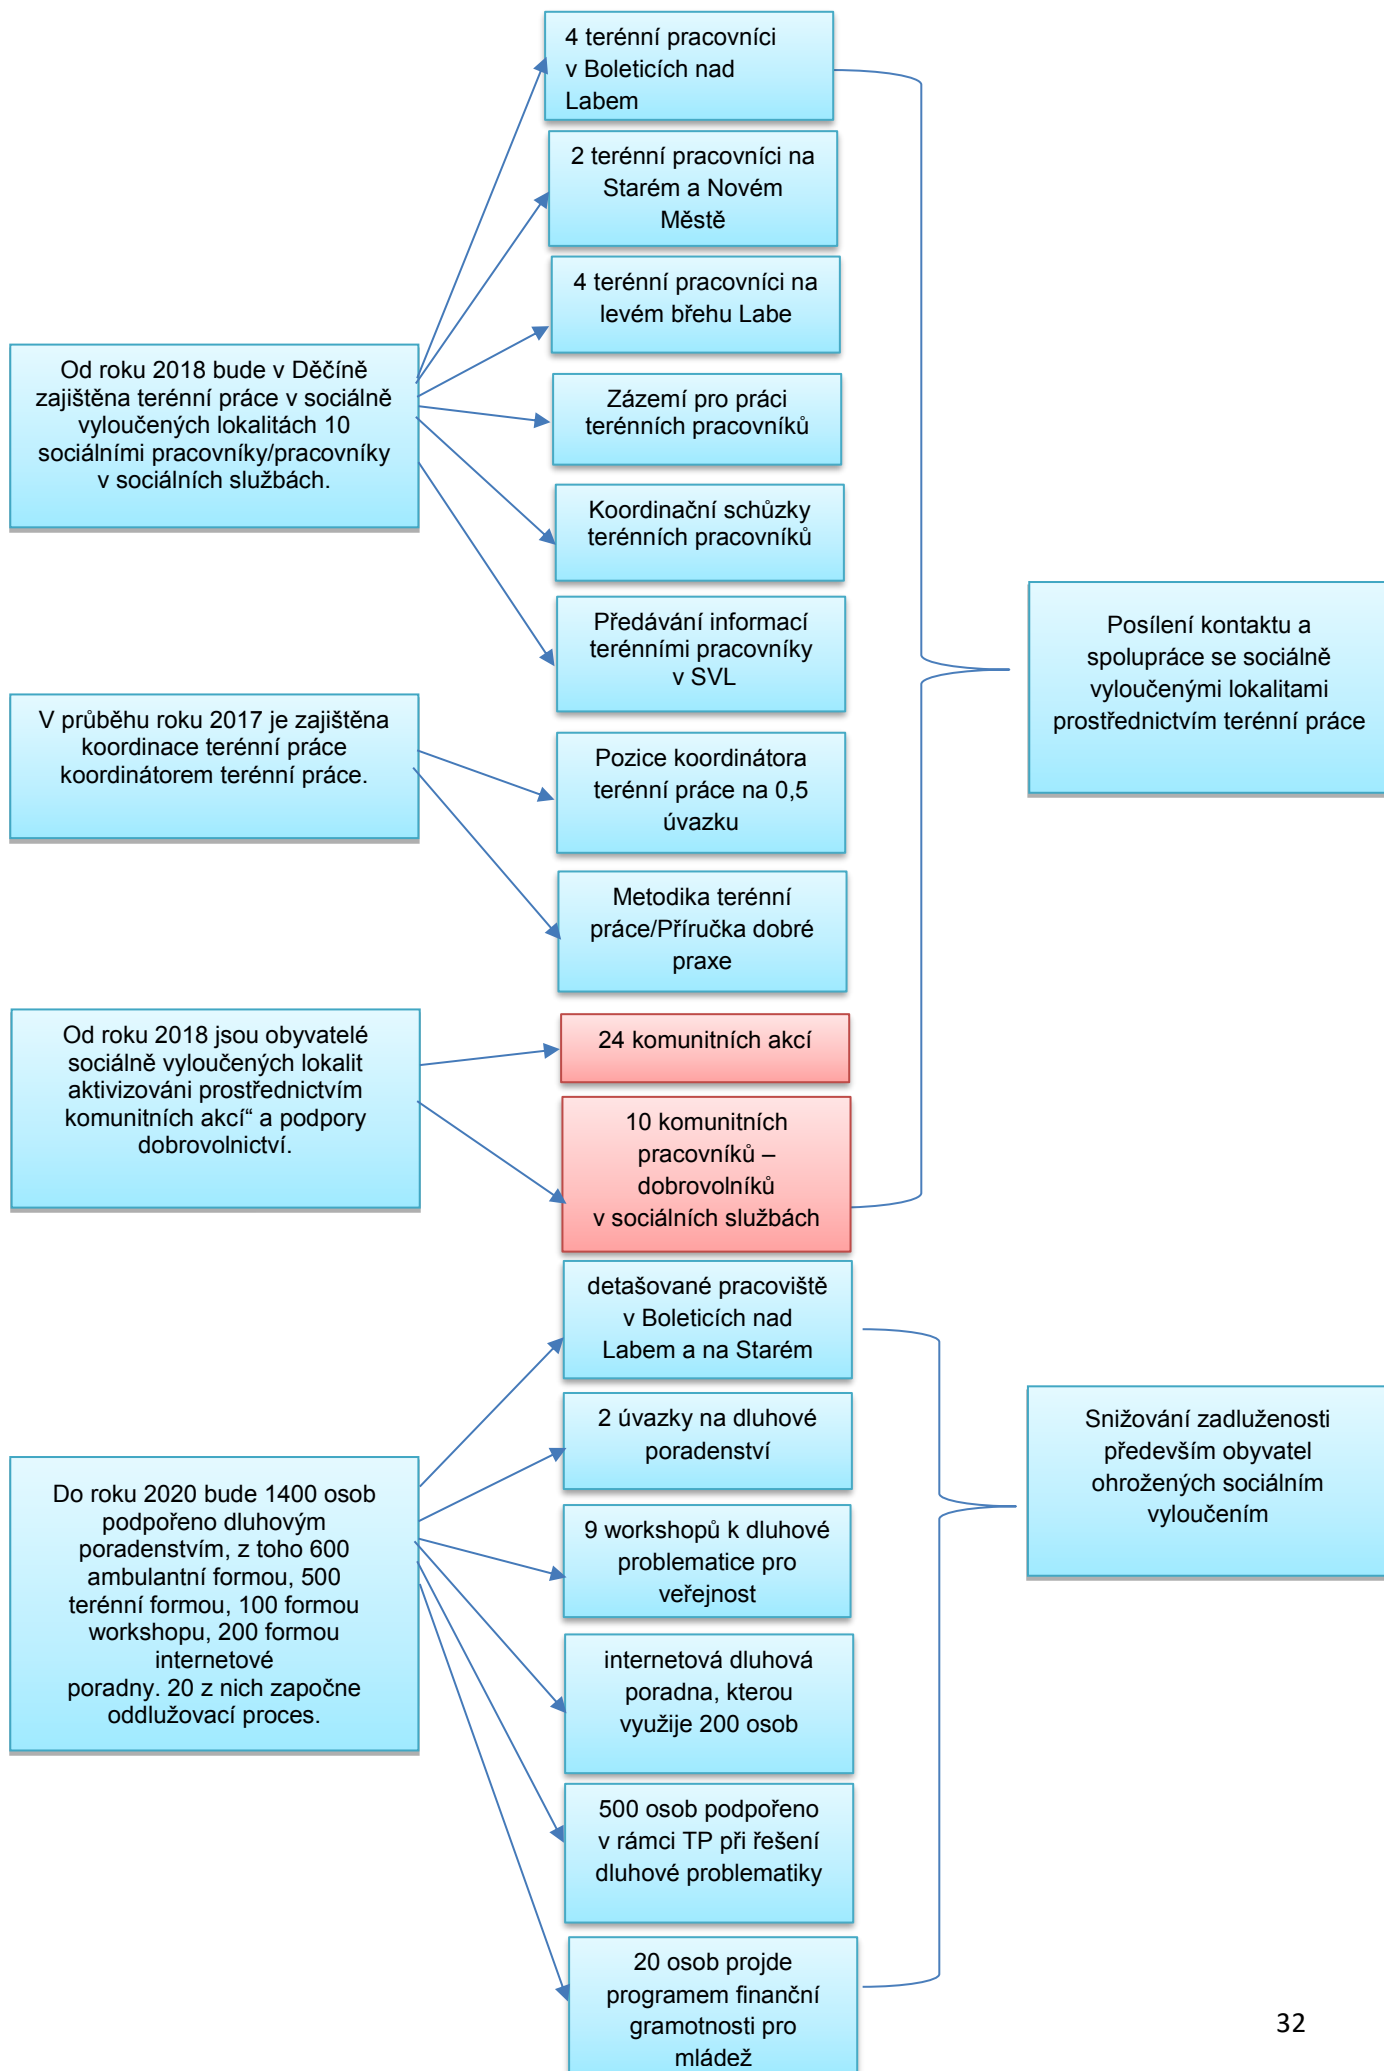 4 terénní pracovníci
v Boleticích nad
Labem
2 terénní pracovníci na
Starém a Novém
Městě
4 terénní pracovníci na
levém břehu Labe
Od roku 2018 bude v Děčíně
zajištěna terénní práce v sociálně
vyloučených lokalitách 10
sociálními pracovníky/pracovníky
v sociálních službách.
Zázemí pro práci
terénních pracovníků
Koordinační schůzky
terénních pracovníků
Předávání informací
terénními pracovníky
v SVL
Posílení kontaktu a
spolupráce se sociálně
vyloučenými lokalitami
prostřednictvím terénní práce
V průběhu roku 2017 je zajištěna
koordinace terénní práce
koordinátorem terénní práce.
Pozice koordinátora
terénní práce na 0,5
úvazku
Metodika terénní
práce/Příručka dobré
praxe
Od roku 2018 jsou obyvatelé
sociálně vyloučených lokalit
aktivizováni prostřednictvím
komunitních akcí“ a podpory
dobrovolnictví.
24 komunitních akcí
10 komunitních
pracovníků –
dobrovolníků
v sociálních službách
detašované pracoviště
v Boleticích nad
Labem a na Starém
2 úvazky na dluhové
poradenství
Snižování zadluženosti
především obyvatel
ohrožených sociálním
vyloučením
Do roku 2020 bude 1400 osob
podpořeno dluhovým
poradenstvím, z toho 600
ambulantní formou, 500
terénní formou, 100 formou
workshopu, 200 formou
internetové
poradny. 20 z nich započne
oddlužovací proces.
9 workshopů k dluhové
problematice pro
veřejnost
internetová dluhová
poradna, kterou
využije 200 osob
500 osob podpořeno
v rámci TP při řešení
dluhové problematiky
20 osob projde
programem finanční
gramotnosti pro
mládež
32